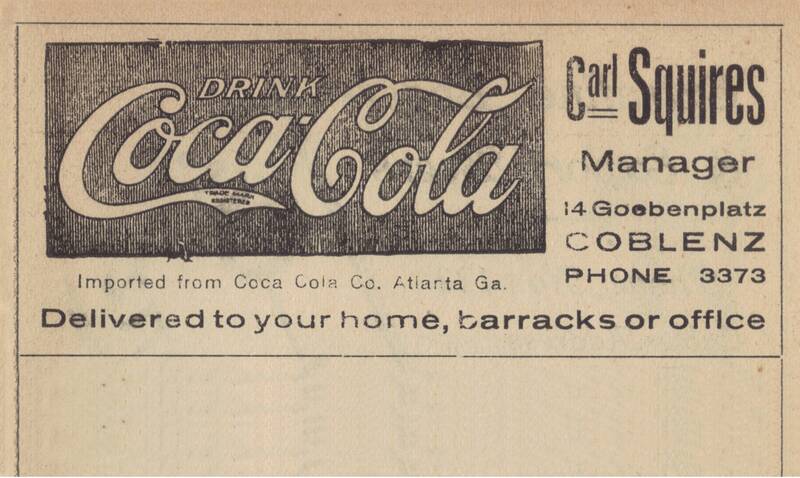 DRINK
Coca-Cola
TRADE MARK
REGISTERED
Imported from Coca Cola Co. Atlanta Ga.
Carl Squires
Manager
14 Goebenplatz
COBLENZ
PHONE 3373
Delivered to your home, barracks or office